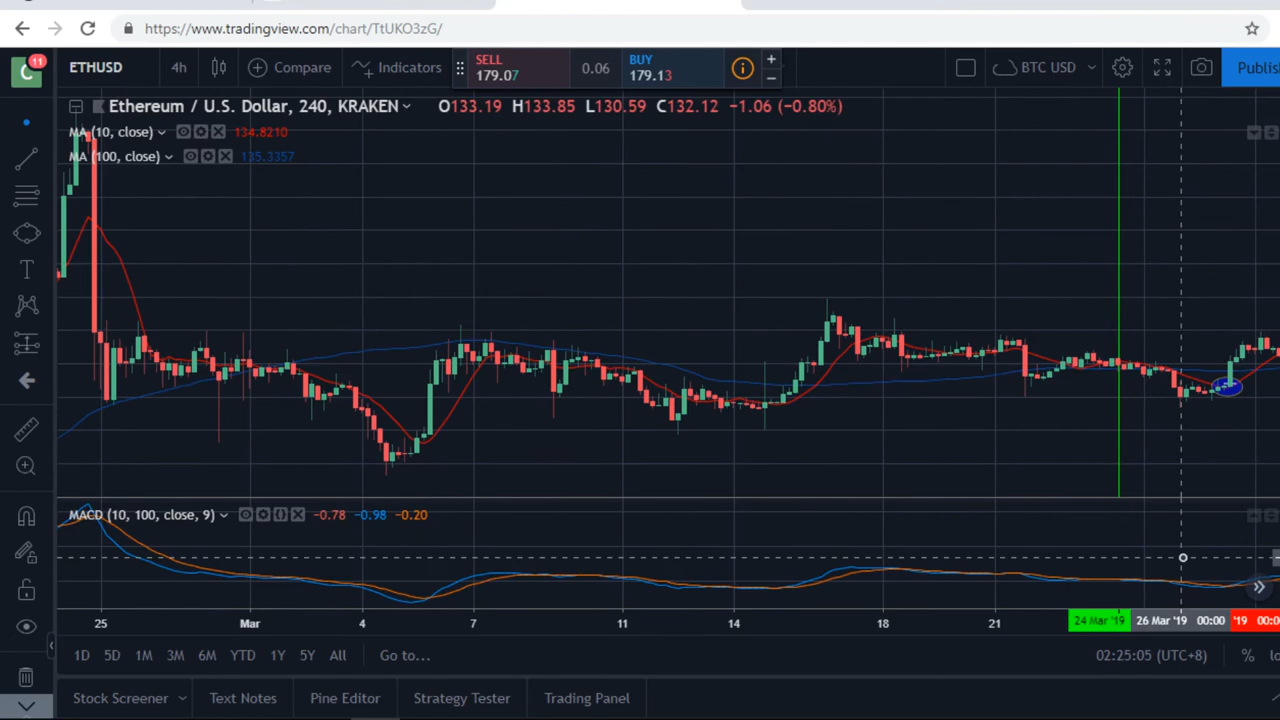 https://www.tradingview.com/chart/TtUKO3zG/
C 11 ETHUSD 4h Compare Indicators SELL 179.07 0.06 BUY 179.13 + − BTC USD Publis
Ethereum / U.S. Dollar, 240, KRAKEN O133.19 H133.85 L130.59 C132.12 −1.06 (−0.80%)
MA (10, close) 134.8210
MA (100, close) 135.3357
MACD (10, 100, close, 9) −0.78 −0.98 −0.20
25 Mar 4 7 11 14 18 21 24 Mar '19 26 Mar '19 00:00 '19 00:0
1D 5D 1M 3M 6M YTD 1Y 5Y All Go to... 02:25:05 (UTC+8) % lo
Stock Screener Text Notes Pine Editor Strategy Tester Trading Panel